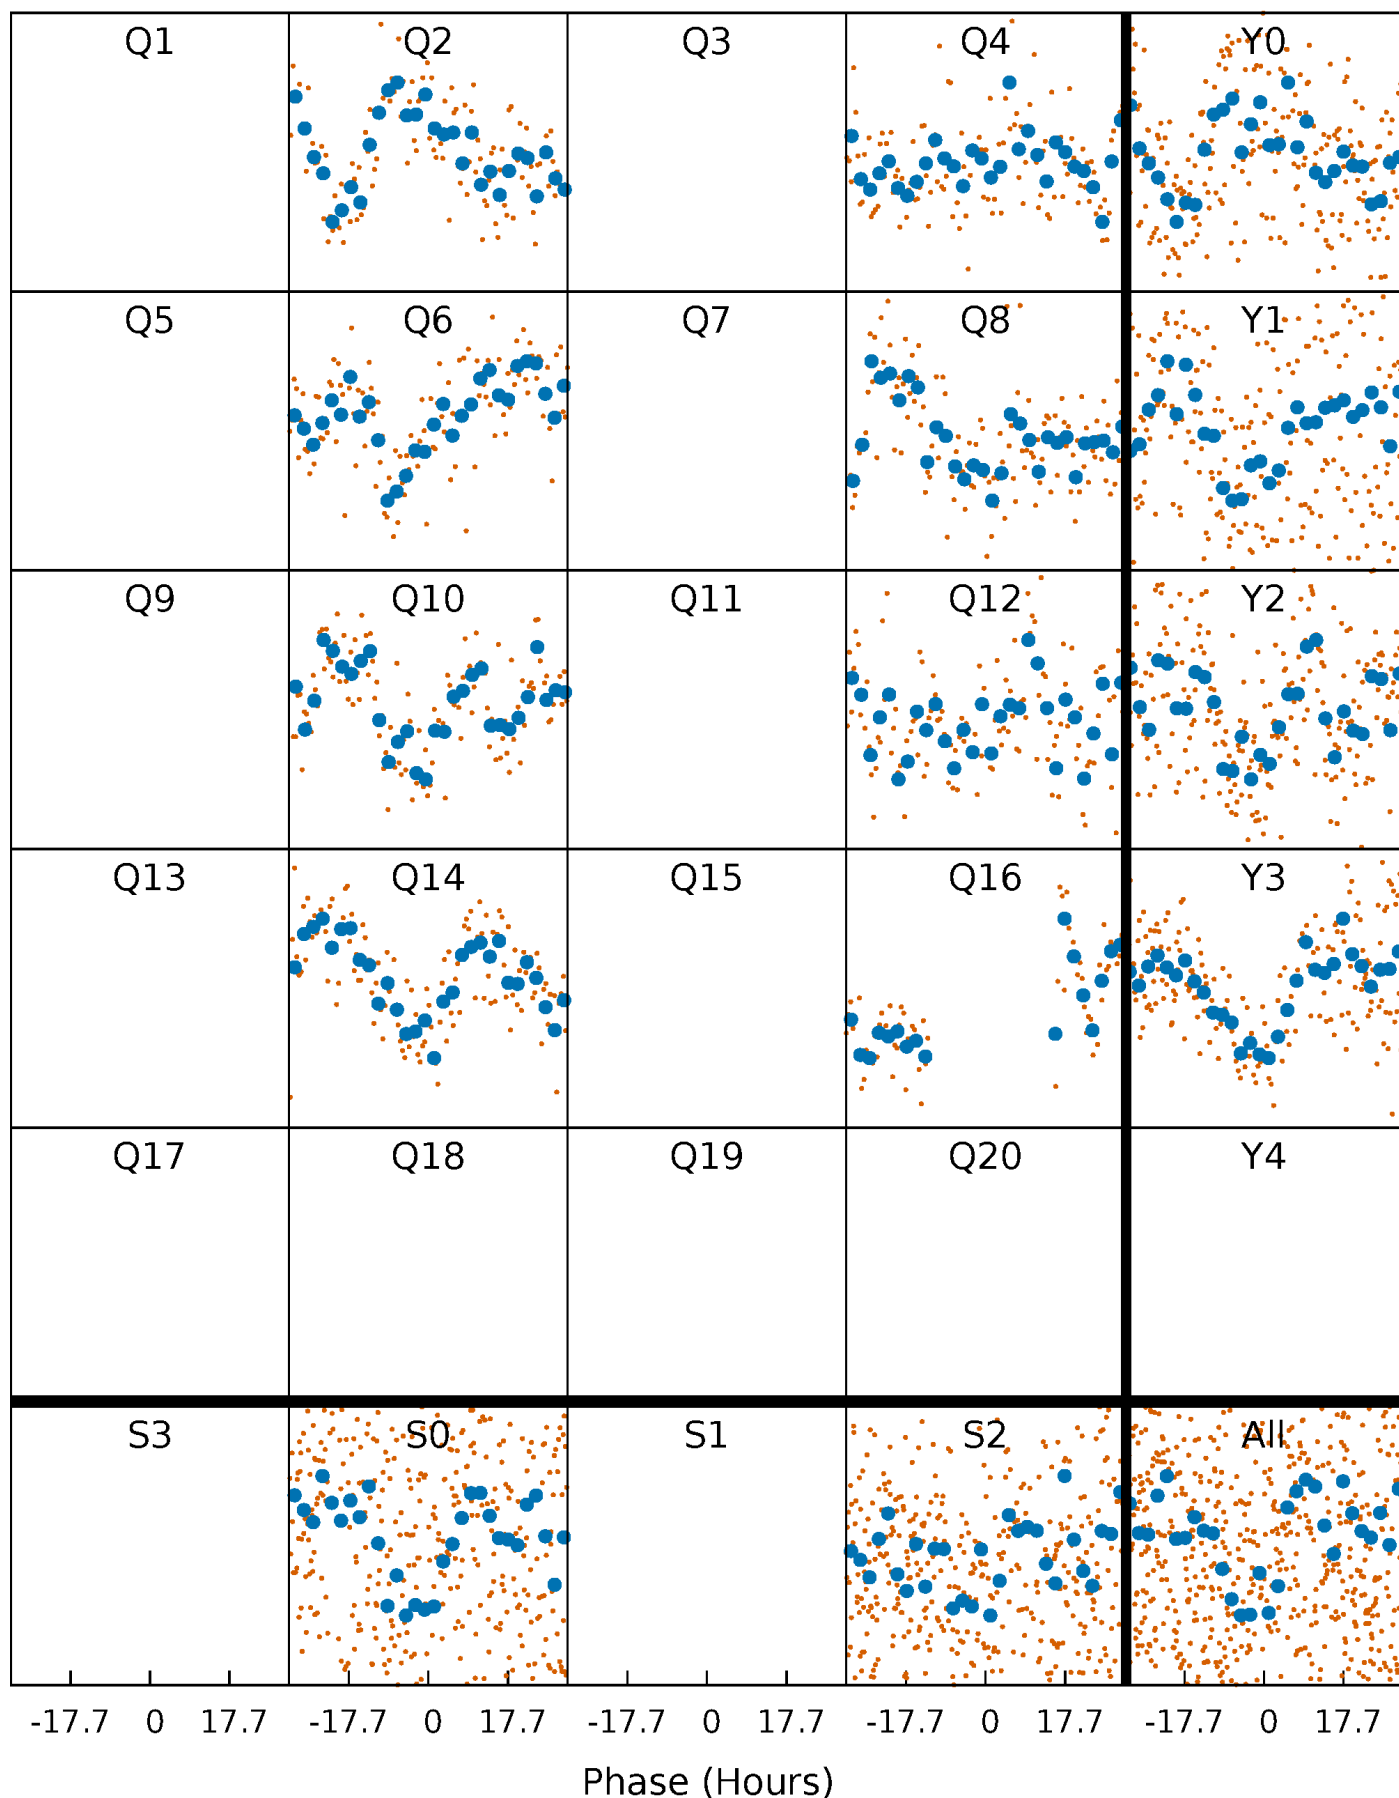 Q1 Q2 Q3 Q4 Y0
Q5 Q6 Q7 Q8 Y1
Q9 Q10 Q11 Q12 Y2
Q13 Q14 Q15 Q16 Y3
Q17 Q18 Q19 Q20 Y4
S3 S0 S1 S2 All
-17.7 0 17.7 -17.7 0 17.7 -17.7 0 17.7 -17.7 0 17.7 -17.7 0 17.7
Phase (Hours)